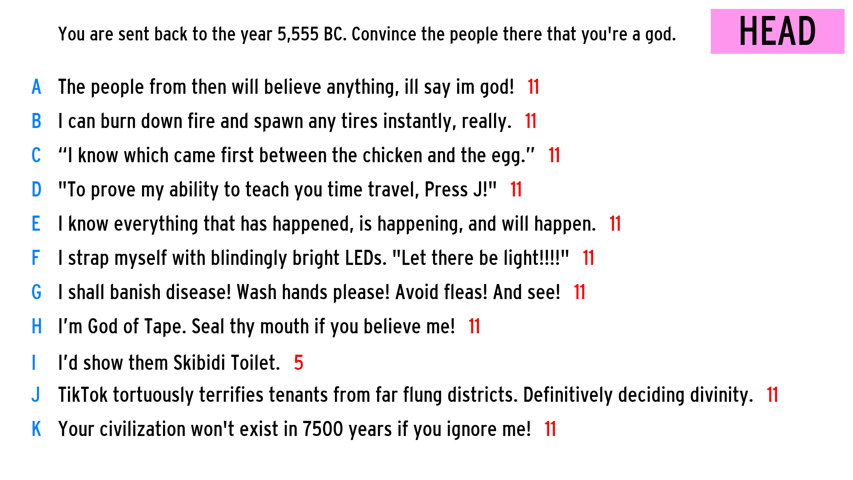 You are sent back to the year 5,555 BC. Convince the people there that you're a god.
HEAD
A The people from then will believe anything, ill say im god! 11
B I can burn down fire and spawn any tires instantly, really. 11
C “I know which came first between the chicken and the egg.” 11
D "To prove my ability to teach you time travel, Press J!" 11
E I know everything that has happened, is happening, and will happen. 11
F I strap myself with blindingly bright LEDs. "Let there be light!!!!" 11
G I shall banish disease! Wash hands please! Avoid fleas! And see! 11
H I’m God of Tape. Seal thy mouth if you believe me! 11
I I’d show them Skibidi Toilet. 5
J TikTok tortuously terrifies tenants from far flung districts. Definitively deciding divinity. 11
K Your civilization won't exist in 7500 years if you ignore me! 11